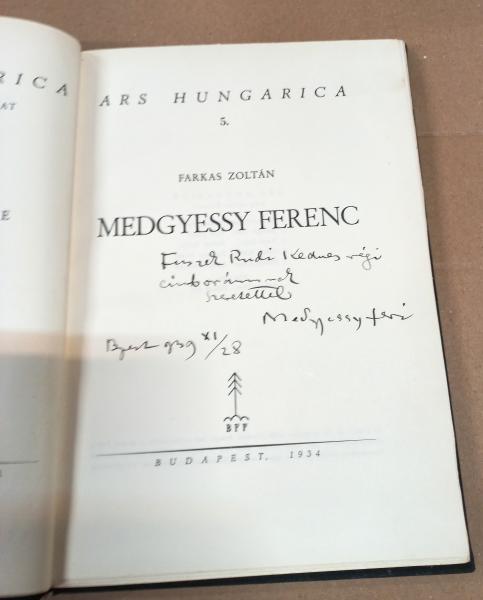 RICA
AT
E
ARS HUNGARICA
5.
FARKAS ZOLTÁN
MEDGYESSY FERENC
Fuszek Rudi Kedves régi
cimborámnak
szeretettel
Medgyessy Feri
Bpest 939 XI/28
BFF
BUDAPEST, 1934